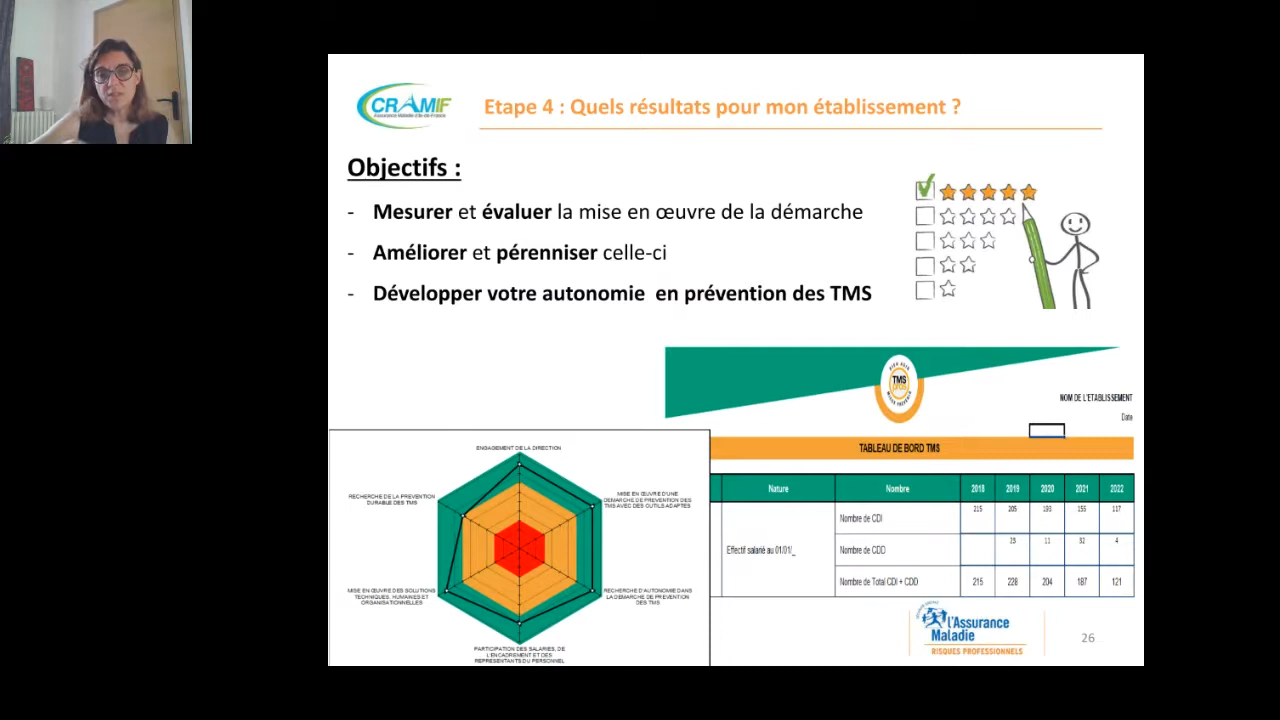 CRAMIF
Assurance Maladie d'Ile-de-France
Etape 4 : Quels résultats pour mon établissement ?
Objectifs :
- Mesurer et évaluer la mise en œuvre de la démarche
- Améliorer et pérenniser celle-ci
- Développer votre autonomie en prévention des TMS
TMS
pros
NOM DE L'ETABLISSEMENT
Date
TABLEAU DE BORD TMS
Nature Nombre 2018 2019 2020 2021 2022
Effectif salarié au 01/01/_
Nombre de CDI 215 205 193 155 117
Nombre de CDD 23 11 32 4
Nombre de Total CDI + CDD 215 228 204 187 121
ENGAGEMENT DE LA DIRECTION
MISE EN ŒUVRE D'UNE
DEMARCHE DE PREVENTION DES
TMS AVEC DES OUTILS ADAPTES
RECHERCHE D'AUTONOMIE DANS
LA DEMARCHE DE PREVENTION
DES TMS
PARTICIPATION DES SALARIES, DE
L'ENCADREMENT ET DES
REPRESENTANTS DU PERSONNEL
MISE EN ŒUVRE DES SOLUTIONS
TECHNIQUES, HUMAINES ET
ORGANISATIONNELLES
RECHERCHE DE LA PREVENTION
DURABLE DES TMS
l'Assurance
Maladie
RISQUES PROFESSIONNELS
26